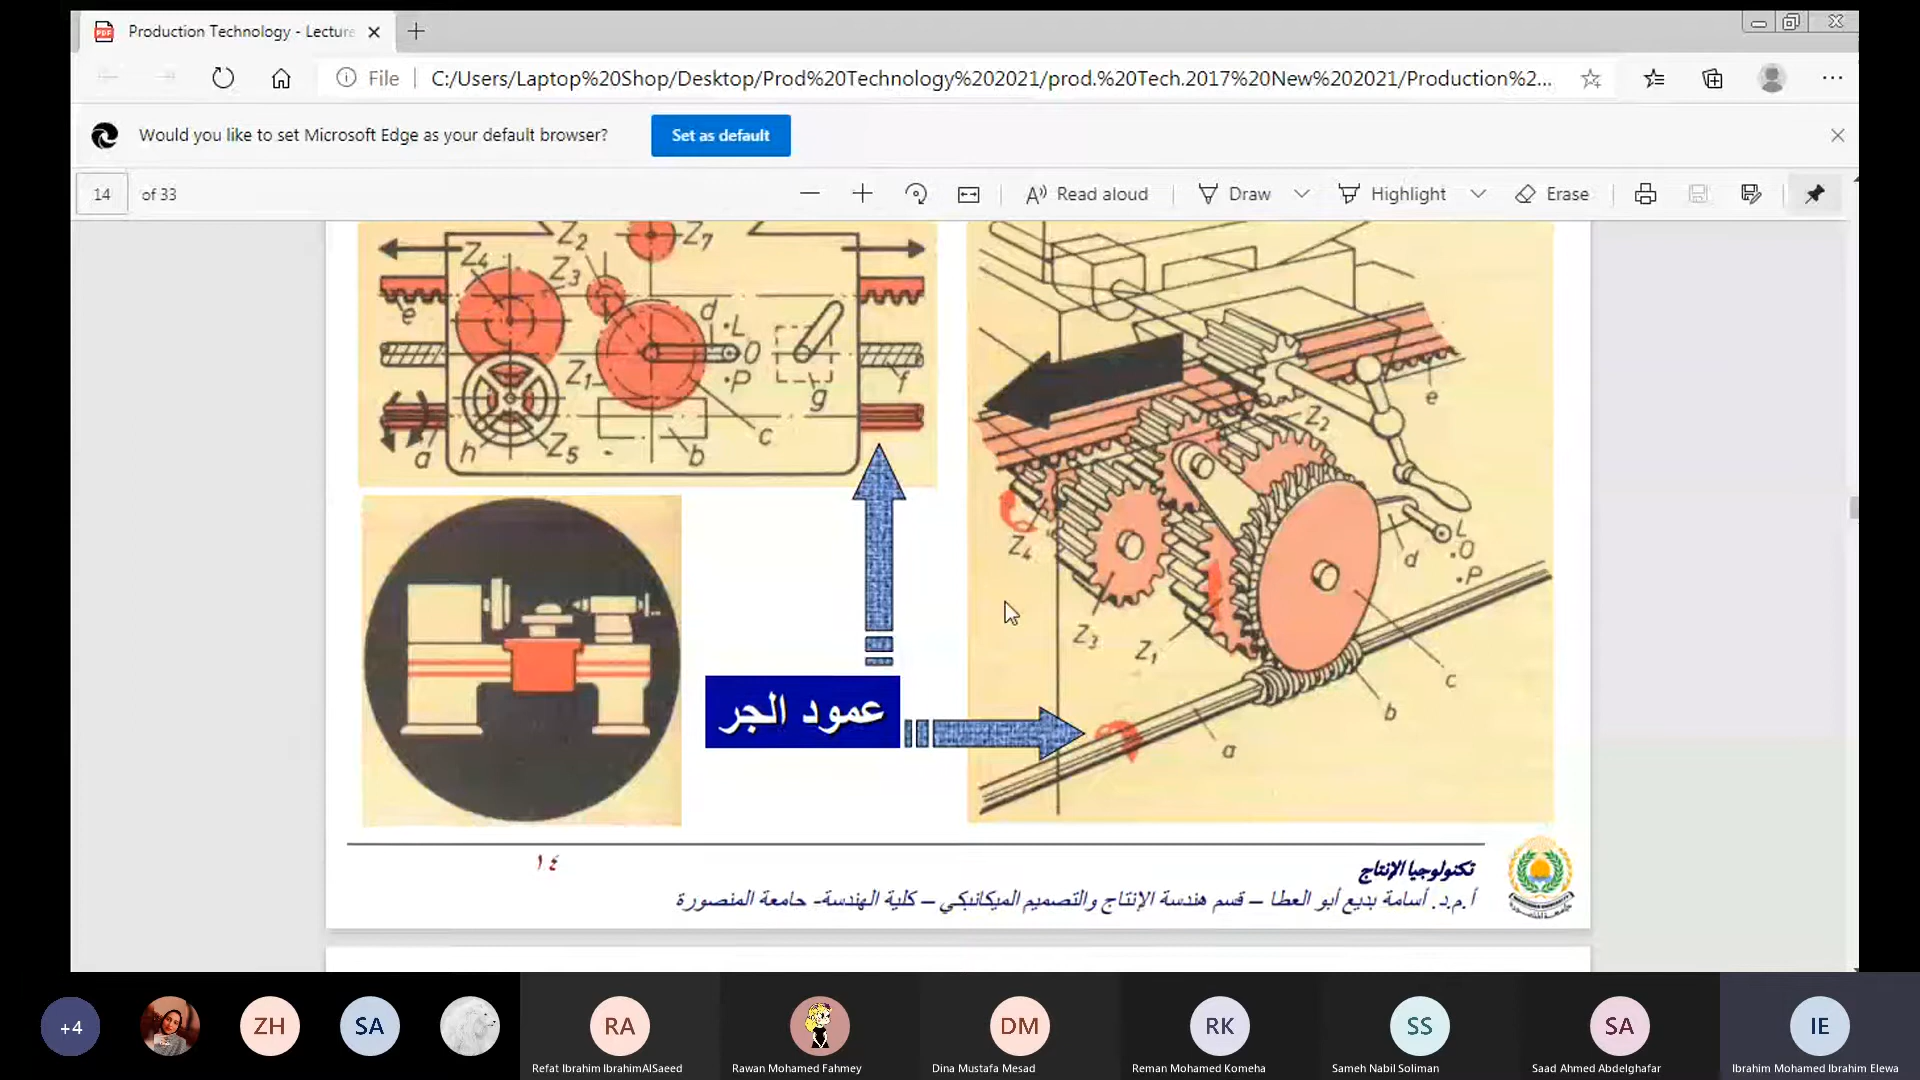 Production Technology - Lecture
File
C:/Users/Laptop%20Shop/Desktop/Prod%20Technology%202021/prod.%20Tech.2017%20New%202021/Production%2...
Would you like to set Microsoft Edge as your default browser?
Set as default
14 of 33
Read aloud
Draw
Highlight
Erase
Z2
Z7
Z4
Z3
e
d
.L
O
.P
Z1
g
f
a
h
Z5
b
c
e
Z2
Z4
L
.O
.P
d
Z3
Z1
c
b
a
عمود الجر
١٤
تكنولوجيا الإنتاج
أ.م.د. أسامة بديع أبو العطا – قسم هندسة الإنتاج والتصميم الميكانيكي – كلية الهندسة- جامعة المنصورة
+4
ZH
SA
RA
DM
RK
SS
SA
IE
Refat Ibrahim IbrahimAlSaeed
Rawan Mohamed Fahmey
Dina Mustafa Mesad
Reman Mohamed Komeha
Sameh Nabil Soliman
Saad Ahmed Abdelghafar
Ibrahim Mohamed Ibrahim Elewa